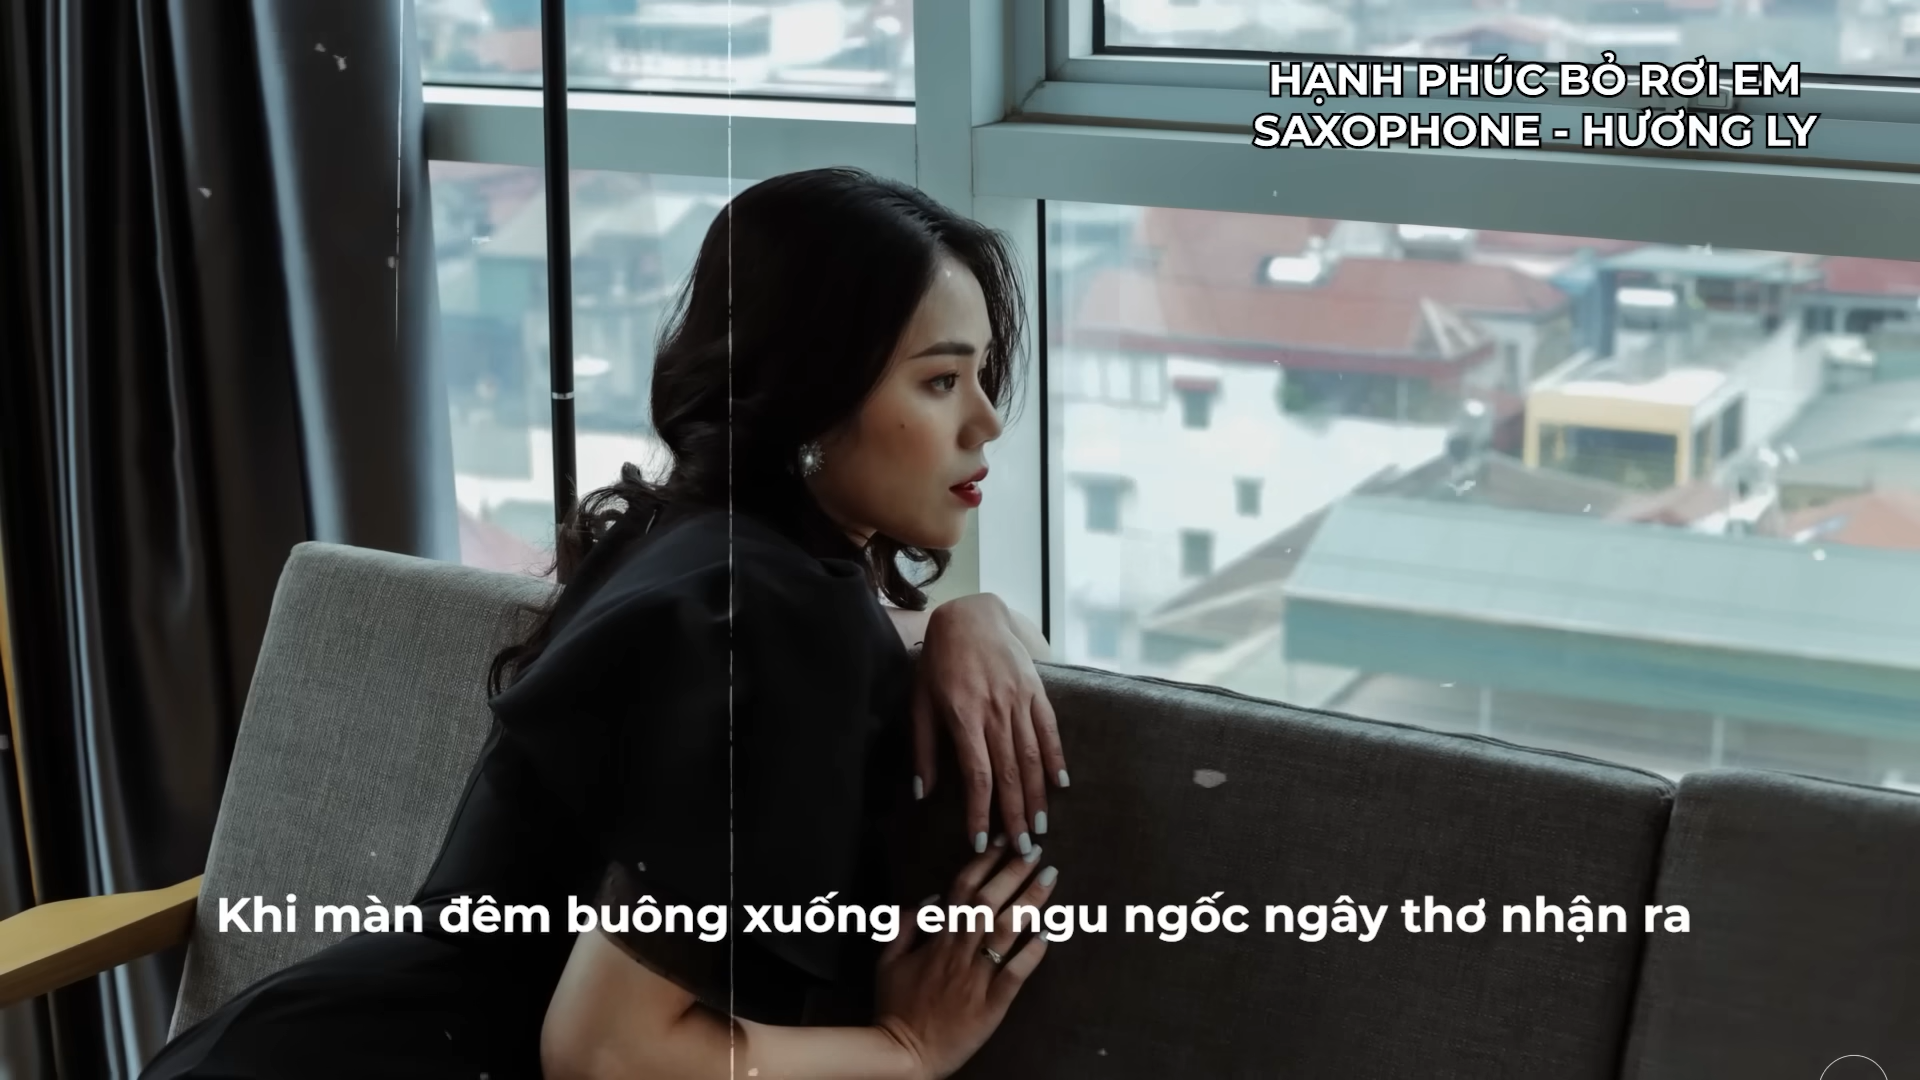 HẠNH PHÚC BỎ RƠI EM
SAXOPHONE - HƯƠNG LY
Khi màn đêm buông xuống em ngu ngốc ngây thơ nhận ra